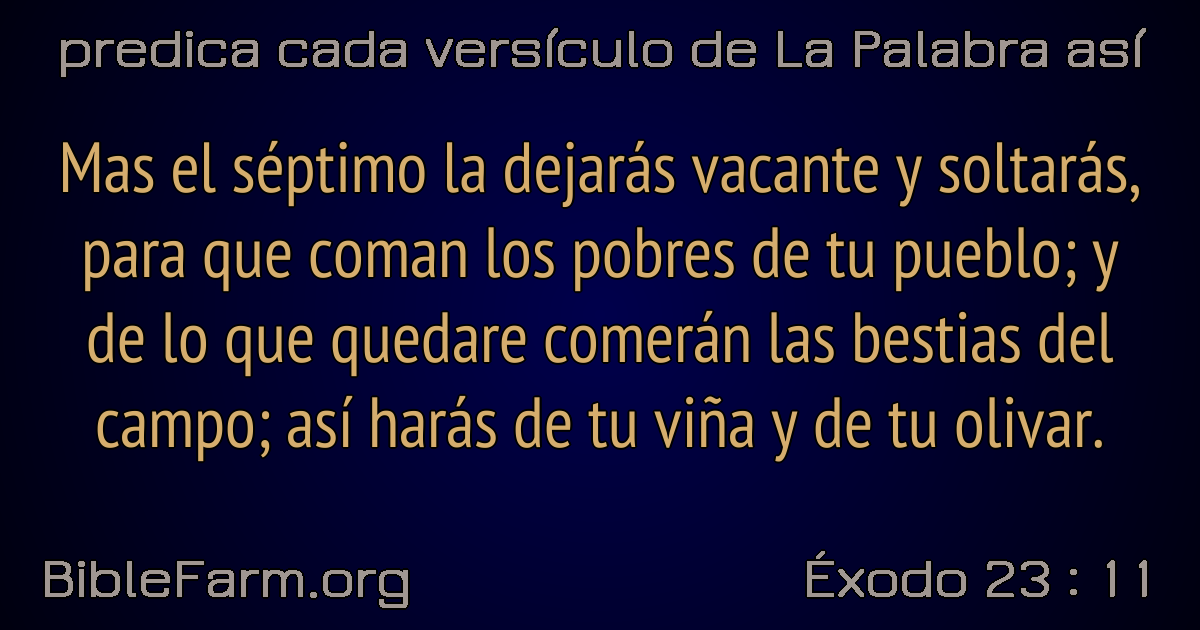 predica cada versículo de La Palabra así
Mas el séptimo la dejarás vacante y soltarás,
para que coman los pobres de tu pueblo; y
de lo que quedare comerán las bestias del
campo; así harás de tu viña y de tu olivar.
BibleFarm.org
Éxodo 23 : 11